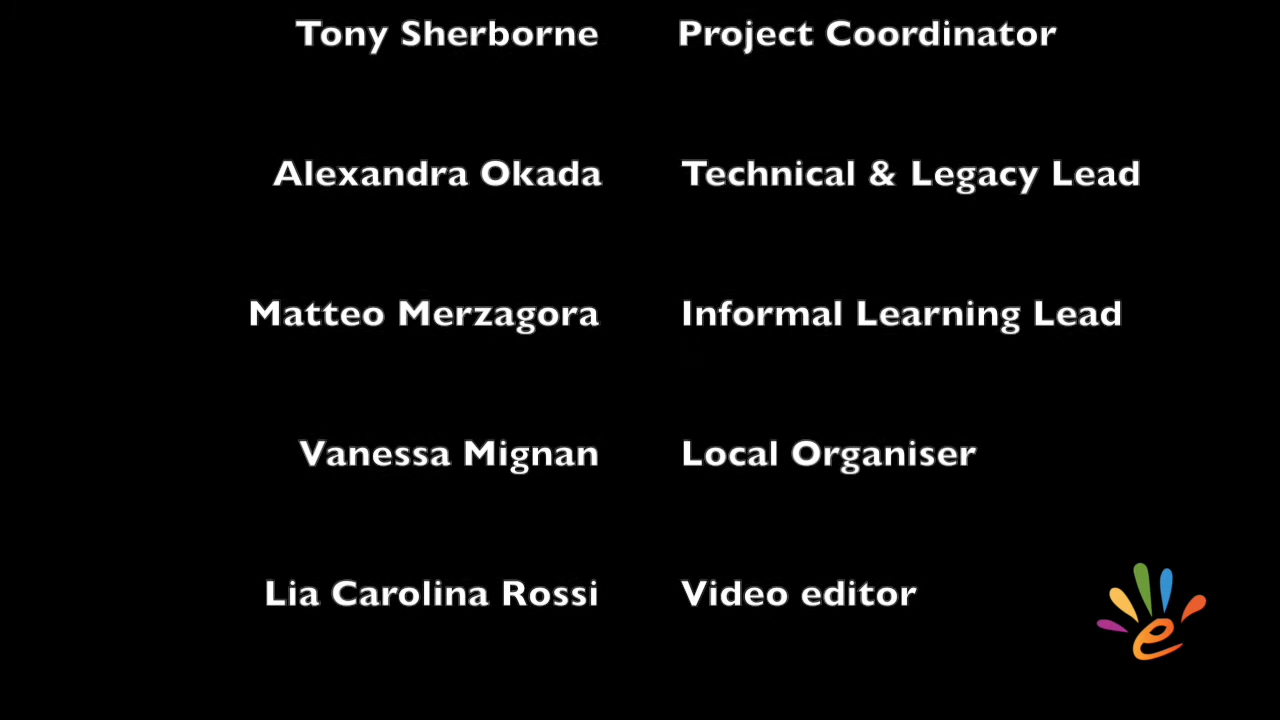 Tony Sherborne Project Coordinator
Alexandra Okada Technical & Legacy Lead
Matteo Merzagora Informal Learning Lead
Vanessa Mignan Local Organiser
Lia Carolina Rossi Video editor
e